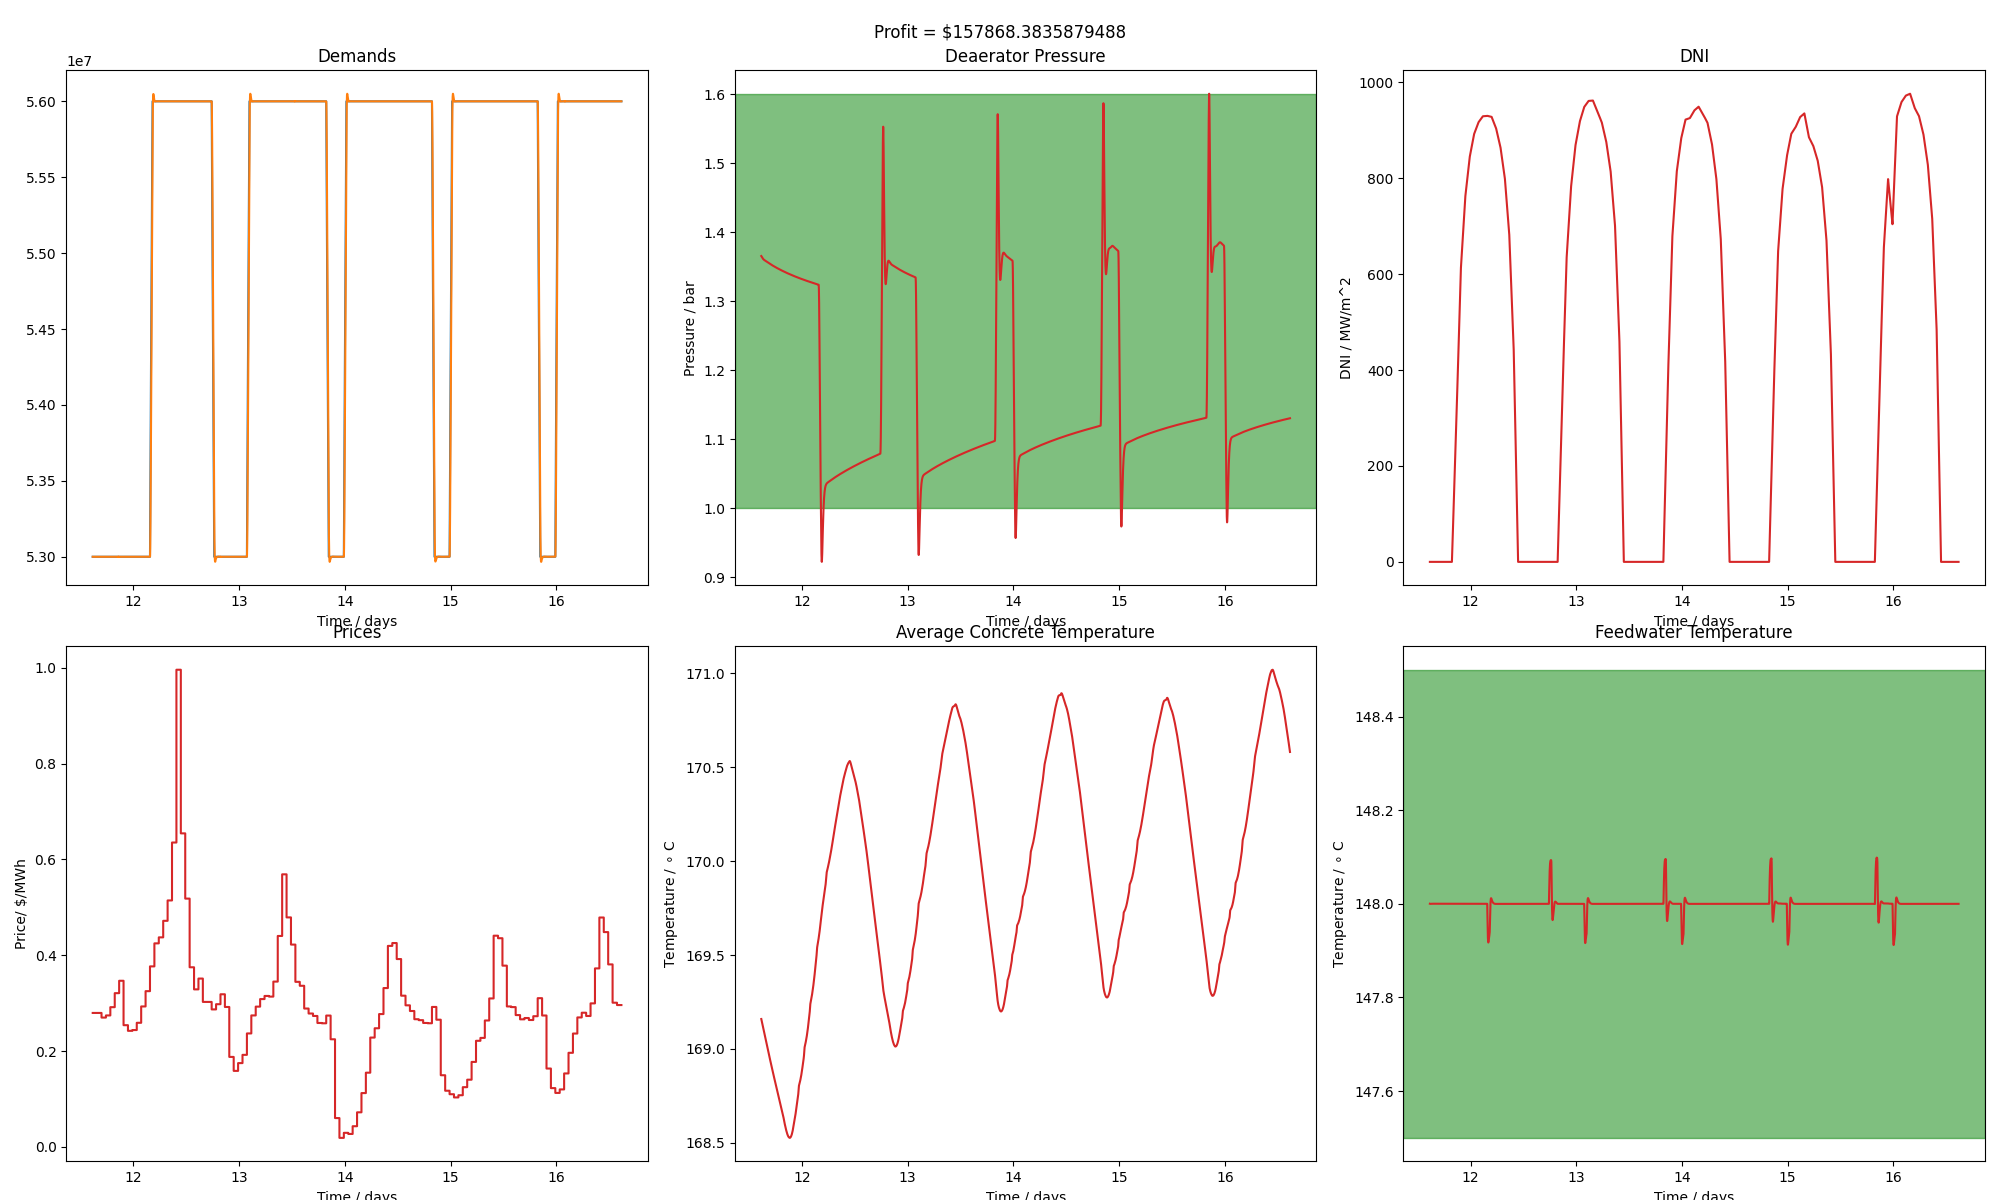 Profit = $157868.3835879488
Demands
1e7
5.60
5.55
5.50
5.45
5.40
5.35
5.30
12 13 14 15 16
Time / days
Deaerator Pressure
Pressure / bar
1.6
1.5
1.4
1.3
1.2
1.1
1.0
0.9
12 13 14 15 16
Time / days
DNI
DNI / MW/m^2
1000
800
600
400
200
0
12 13 14 15 16
Time / days
Prices
Price/ $/MWh
1.0
0.8
0.6
0.4
0.2
0.0
12 13 14 15 16
Time / days
Average Concrete Temperature
Temperature / ∘ C
171.0
170.5
170.0
169.5
169.0
168.5
12 13 14 15 16
Time / days
Feedwater Temperature
Temperature / ∘ C
148.4
148.2
148.0
147.8
147.6
12 13 14 15 16
Time / days